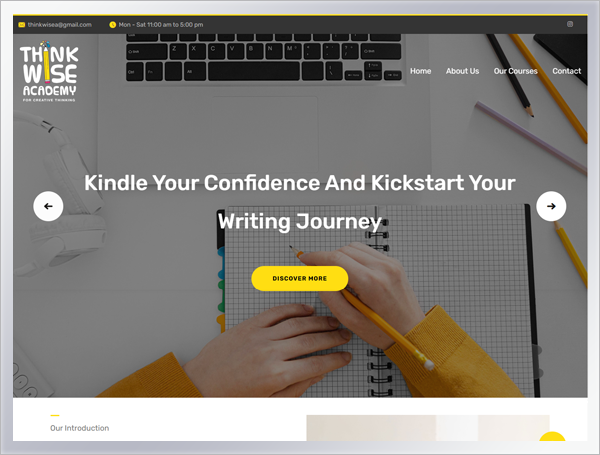 thinkwisea@gmail.com
Mon - Sat 11:00 am to 5:00 pm
THINK
WISE
ACADEMY
FOR CREATIVE THINKING
Home
About Us
Our Courses
Contact
Kindle Your Confidence And Kickstart Your
Writing Journey
DISCOVER MORE
Our Introduction